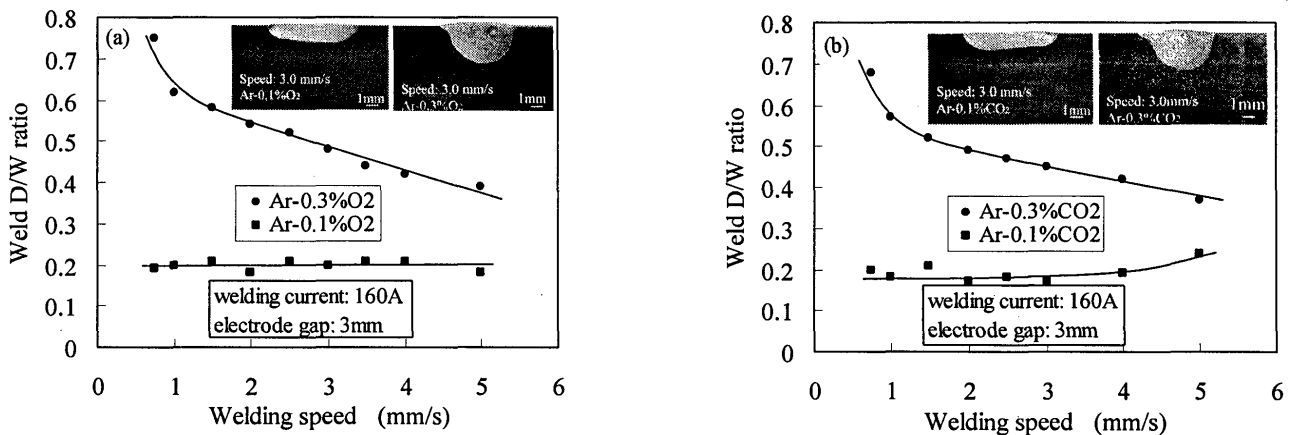 (a)
Speed: 3.0 mm/s
Ar-0.1%O2
1mm
Speed: 3.0 mm/s
Ar-0.3%O2
1mm
Ar-0.3%O2
Ar-0.1%O2
welding current: 160A
electrode gap: 3mm
Weld D/W ratio
0.8
0.7
0.6
0.5
0.4
0.3
0.2
0.1
0
0 1 2 3 4 5 6
Welding speed (mm/s)
(b)
Speed: 3.0 mm/s
Ar-0.1%CO2
1mm
Speed: 3.0mm/s
Ar-0.3%CO2
1mm
Ar-0.3%CO2
Ar-0.1%CO2
welding current: 160A
electrode gap: 3mm
Weld D/W ratio
0.8
0.7
0.6
0.5
0.4
0.3
0.2
0.1
0
0 1 2 3 4 5 6
Welding speed (mm/s)